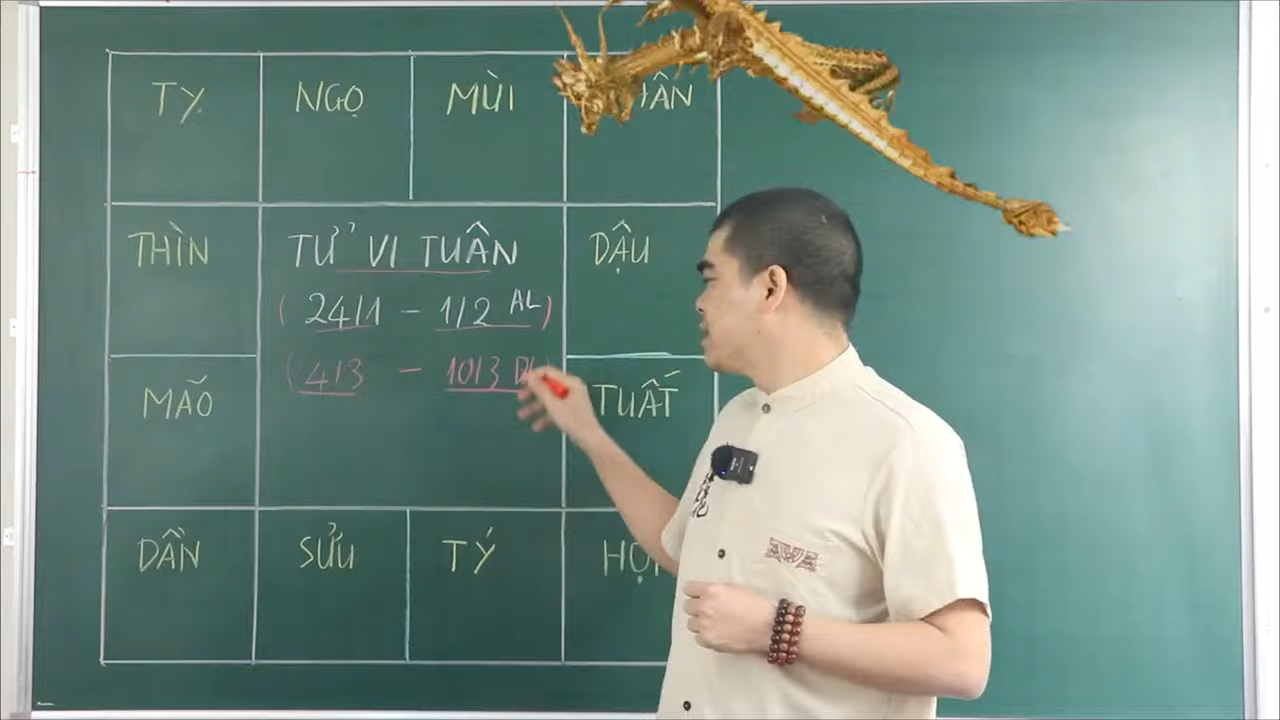 TỴ NGỌ MÙI
THÌN TỬ VI TUẦN DẬU
(24/1 - 1/2 AL)
(4/3 - 10/3
MÃO TUẤT
DẦN SỬU TÝ